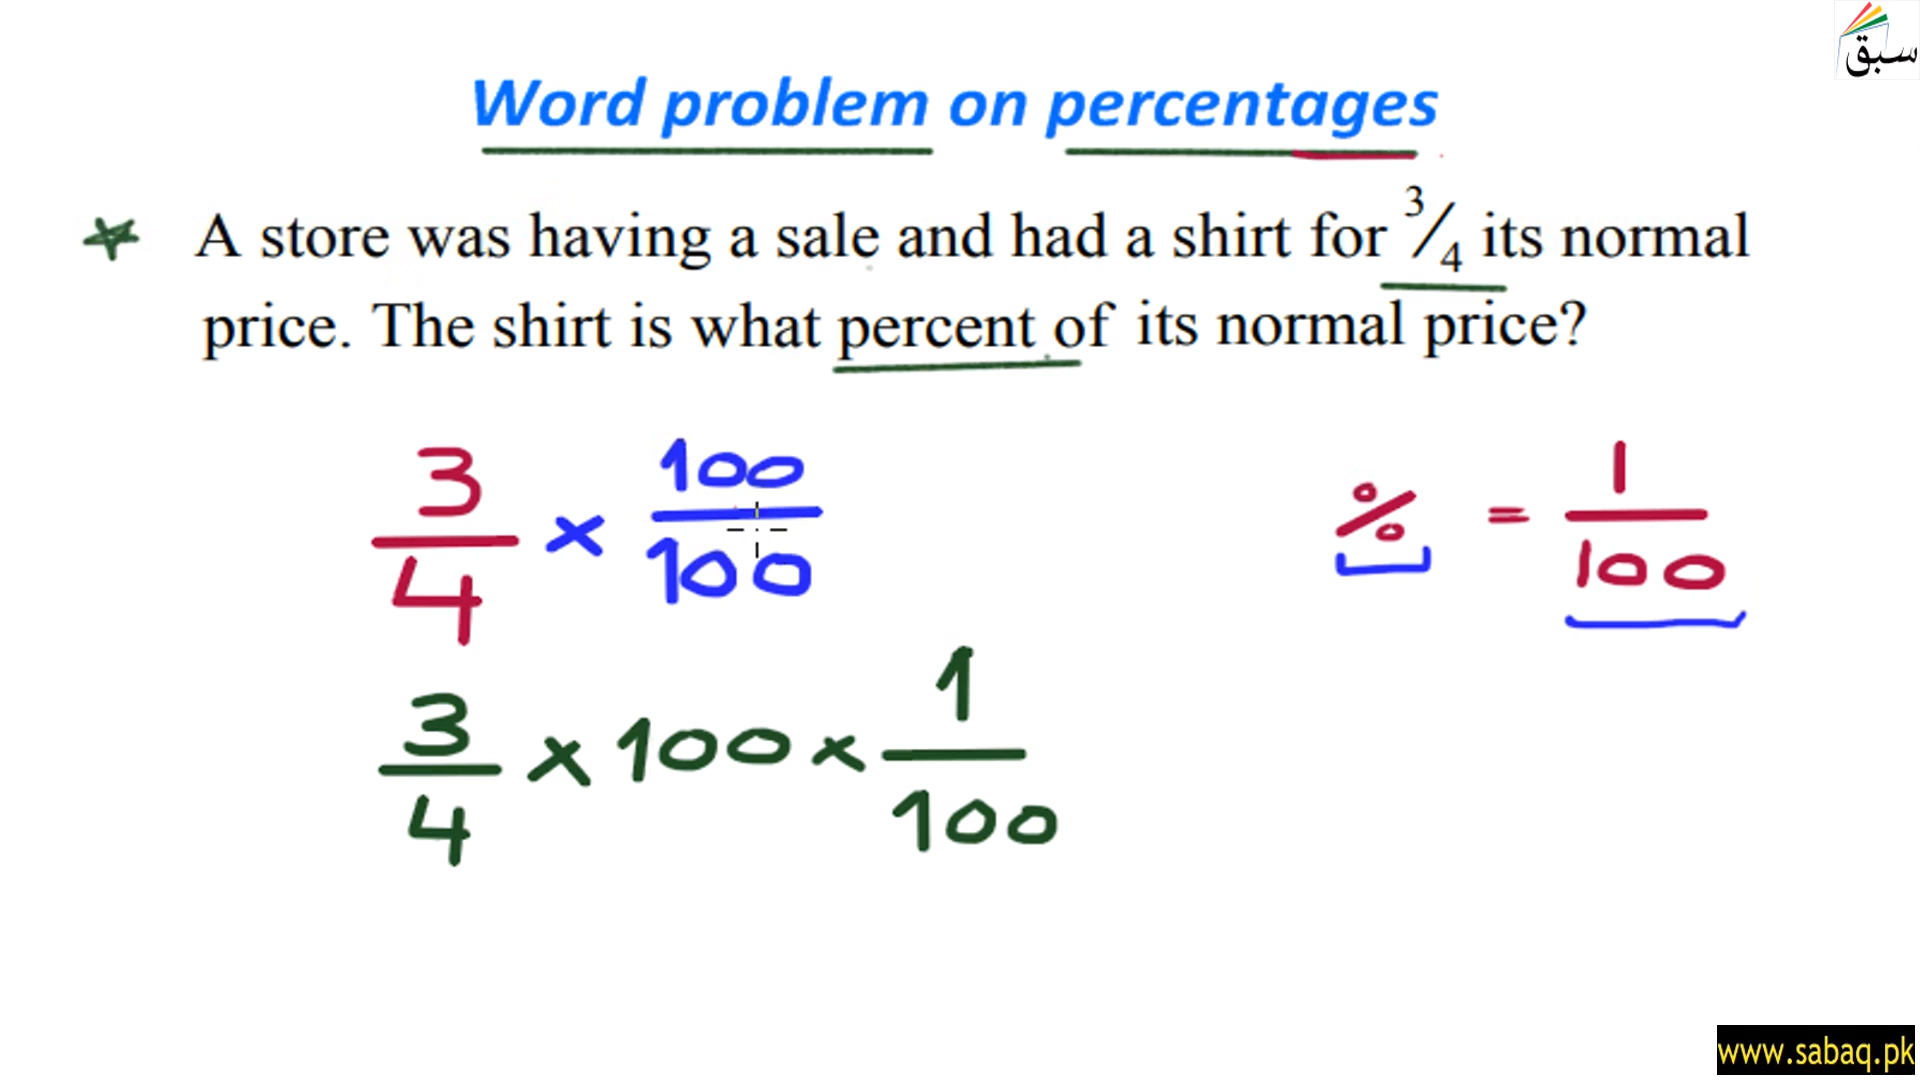 سبق
Word problem on percentages
A store was having a sale and had a shirt for 3/4 its normal
price. The shirt is what percent of its normal price?
3/4 × 100/100
% = 1/100
3/4 × 100 × 1/100
www.sabaq.pk